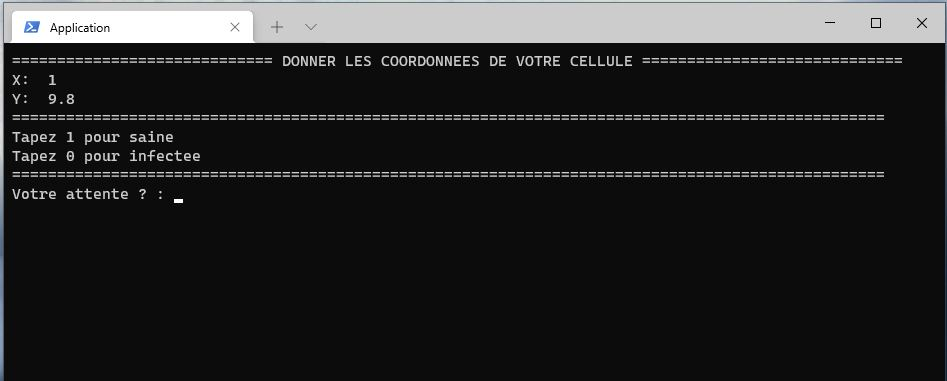 Application
============================= DONNER LES COORDONNEES DE VOTRE CELLULE =============================
X:  1
Y:  9.8
=================================================================================================
Tapez 1 pour saine
Tapez 0 pour infectee
=================================================================================================
Votre attente ? :